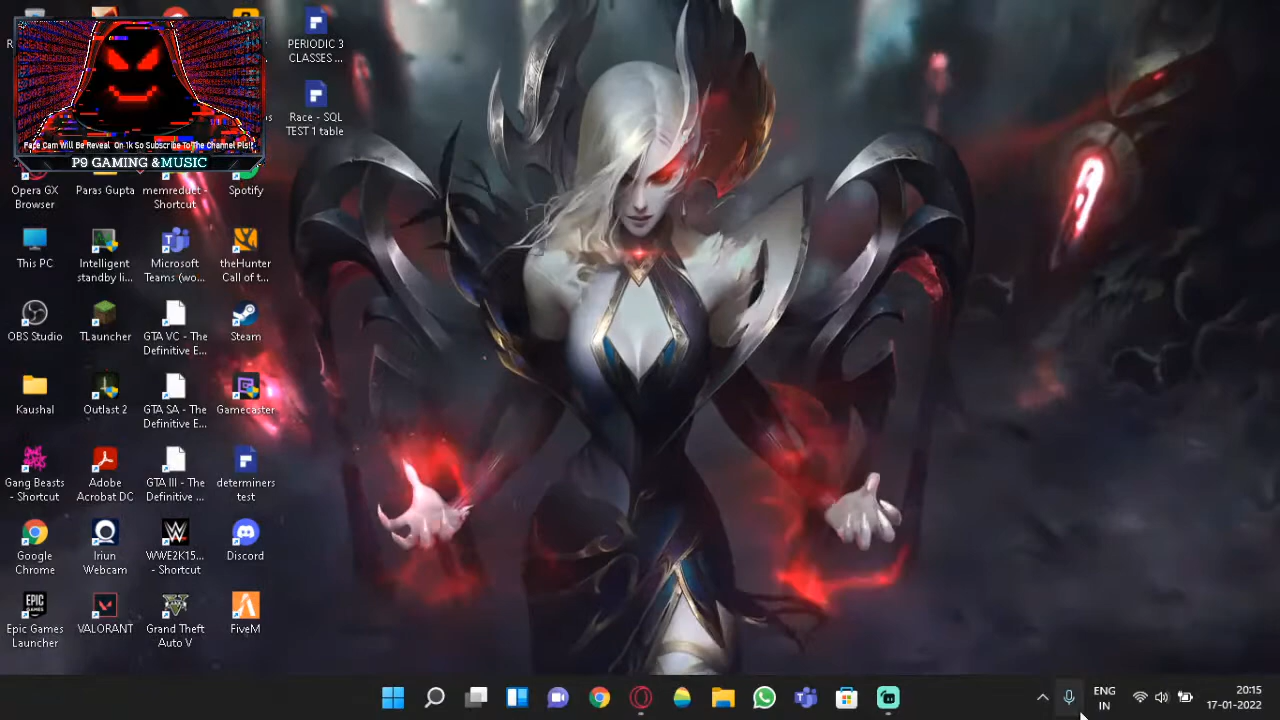 PERIODIC 3
CLASSES ...
Race - SQL
TEST 1 table
Face Cam Will Be Reveal On 1k So Subscribe To The Channel Pls!!
P9 GAMING &MUSIC
Opera GX
Browser
Paras Gupta
memreduct -
Shortcut
Spotify
This PC
Intelligent
standby li...
Microsoft
Teams (wo...
theHunter
Call of t...
OBS Studio
TLauncher
GTA VC - The
Definitive E...
Steam
Kaushal
Outlast 2
GTA SA - The
Definitive E...
Gamecaster
Gang Beasts
- Shortcut
Adobe
Acrobat DC
GTA III - The
Definitive ...
determiners
test
Google
Chrome
Iriun
Webcam
WWE2K15...
- Shortcut
Discord
EPIC
GAMES
Epic Games
Launcher
VALORANT
Grand Theft
Auto V
FiveM
ENG
IN
20:15
17-01-2022